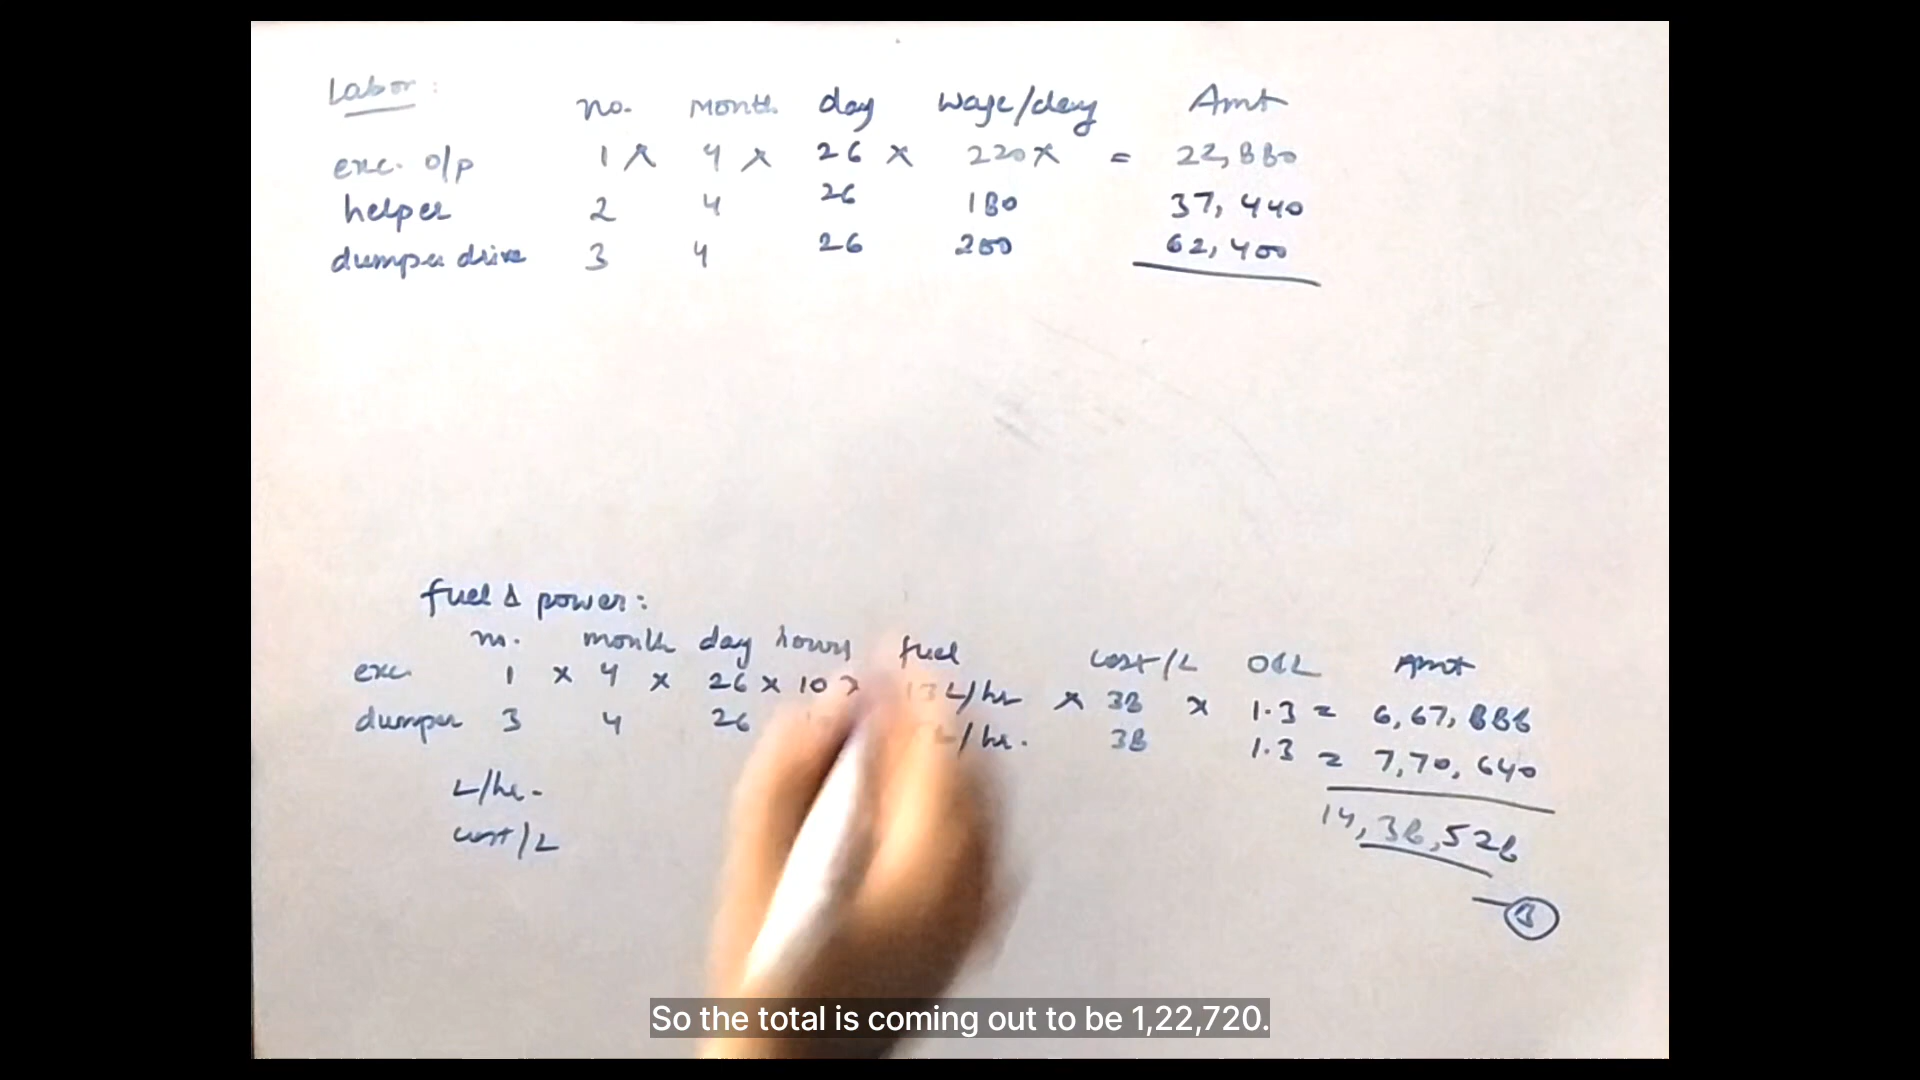 Labor:
no. month day wage/day Amt
exc. o/p 1 x 4 x 26 x 220 x = 22,880
helper 2 4 26 180 37,440
dumper drive 3 4 26 200 62,400
fuel & power:
no. month day hours fuel cost/L O&L Amt
exc. 1 x 4 x 26 x 10 x 13 L/hr x 38 x 1.3 = 6,67,888
dumper 3 4 26 L/hr. 38 1.3 = 7,70,640
14,38,528
L/hr.
cost/L
So the total is coming out to be 1,22,720.